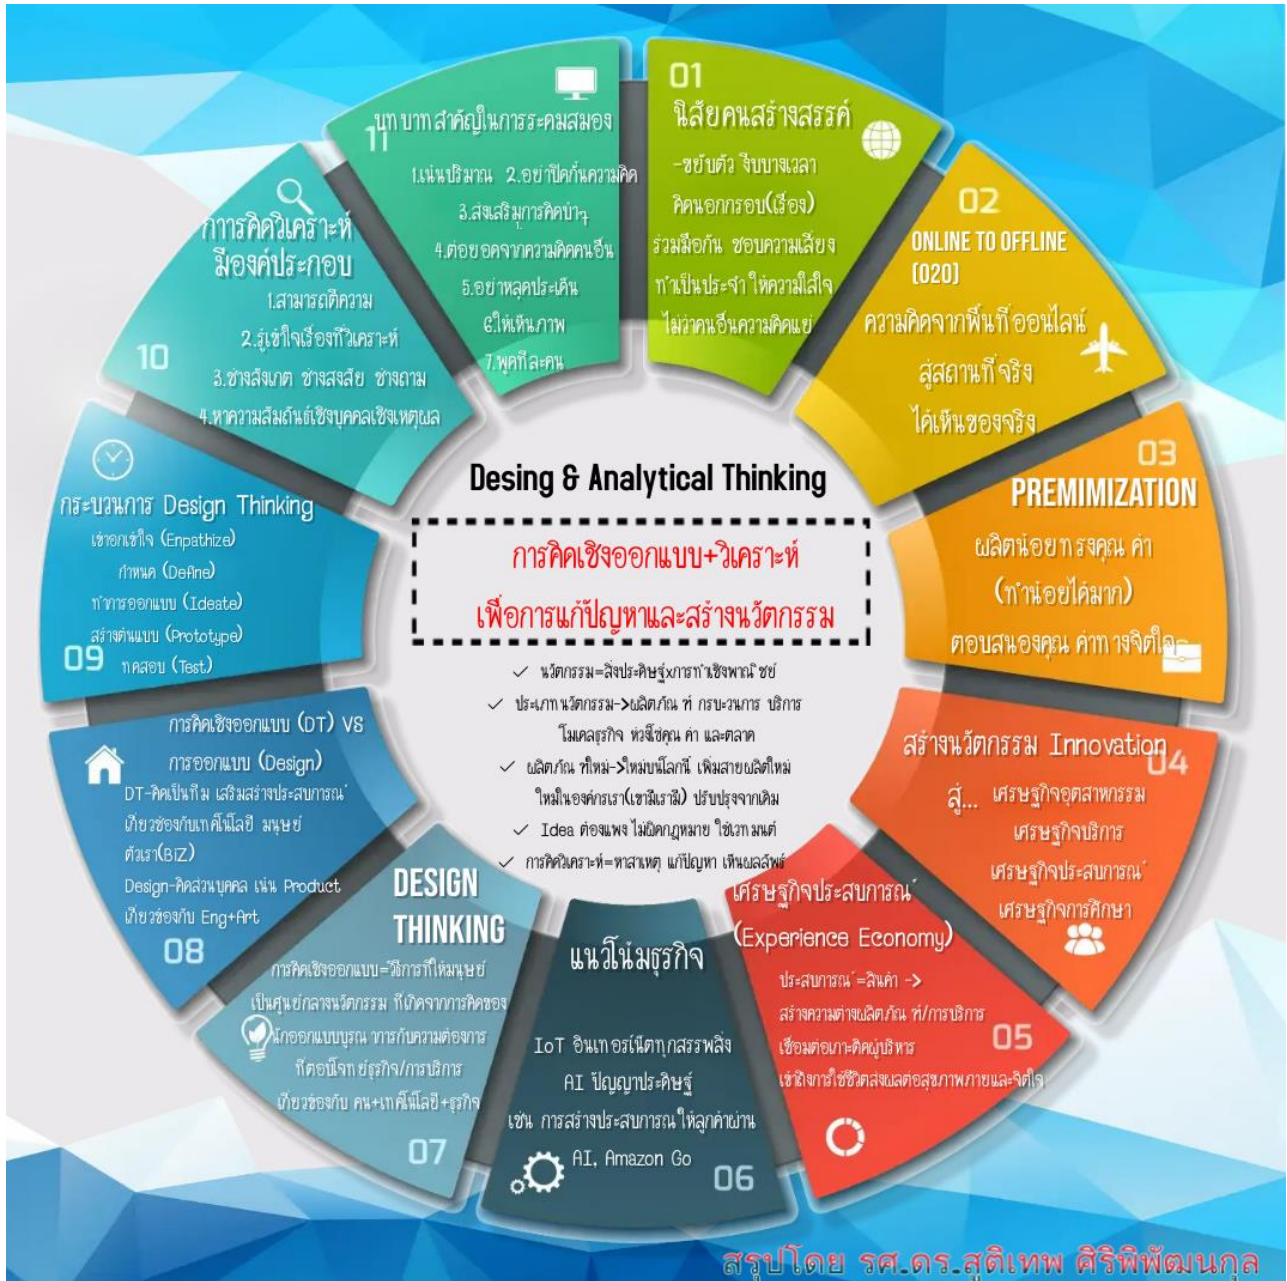 Desing & Analytical Thinking
การคิดเชิงออกแบบ+วิเคราะห์
เพื่อการแก้ปัญหาและสร้างนวัตกรรม
✓ นวัตกรรม=สิ่งประดิษฐ์xการทำเชิงพาณิชย์
✓ ประเภทนวัตกรรม->ผลิตภัณฑ์ กรบะวนการ บริการ
โมเดลธุรกิจ ห่วงโซ่คุณค่า และตลาด
✓ ผลิตภัณฑ์ใหม่->ใหม่บนโลกนี้ เพิ่มสายผลิตใหม่
ใหม่ในองค์กรเรา(เขามีเรามี) ปรับปรุงจากเดิม
✓ Idea ต้องแพง ไม่ผิดกฎหมาย ใช้เวทมนต์
✓ การคิดวิเคราะห์=หาสาเหตุ แก้ปัญหา เห็นผลลัพธ์
01
นิสัยคนสร้างสรรค์
-ขยับตัว งีบบางเวลา
คิดนอกกรอบ(เรื่อง)
ร่วมมือกัน ชอบความเสี่ยง
ทำเป็นประจำ ให้ความใส่ใจ
ไม่ว่าคนอื่นความคิดแย่
02
ONLINE TO OFFLINE
(O2O)
ความคิดจากพื้นที่ออนไลน์
สู่สถานที่จริง
ได้เห็นของจริง
03
PREMIMIZATION
ผลิตน้อยทรงคุณค่า
(ทำน้อยได้มาก)
ตอบสนองคุณค่าทางจิตใจ
04
สร้างนวัตกรรม Innovation
สู่... เศรษฐกิจอุตสาหกรรม
เศรษฐกิจบริการ
เศรษฐกิจประสบการณ์
เศรษฐกิจการศึกษา
เศรษฐกิจประสบการณ์
(Experience Economy)
ประสบการณ์=สินค้า ->
สร้างความต่างผลิตภัณฑ์/การบริการ
เชื่อมต่อเกาะติดผู้บริหาร
เข้าถึงการใช้ชีวิตส่งผลต่อสุขภาพภายและจิตใจ
05
แนวโน้มธุรกิจ
IoT อินเทอร์เน็ตทุกสรรพสิ่ง
AI ปัญญาประดิษฐ์
เช่น การสร้างประสบการณ์ให้ลูกค้าผ่าน
AI, Amazon Go
06
DESIGN
THINKING
การคิดเชิงออกแบบ=วิธีการที่ให้มนุษย์
เป็นศูนย์กลางนวัตกรรม ที่เกิดจากการคิดของ
นักออกแบบบูรณาการกับความต้องการ
ที่ตอบโจทย์ธุรกิจ/การบริการ
เกี่ยวข้องกับ คน+เทคโนโลยี+ธุรกิจ
07
การคิดเชิงออกแบบ (DT) VS
การออกแบบ (Design)
DT-คิดเป็นทีม เสริมสร้างประสบการณ์
เกี่ยวข้องกับเทคโนโลยี มนุษย์
ตัวเรา(BiZ)
Design-คิดส่วนบุคคล เน้น Product
เกี่ยวข้องกับ Eng+Art
08
กระบวนการ Design Thinking
เข้าอกเข้าใจ (Enpathize)
กำหนด (Define)
ทำการออกแบบ (Ideate)
สร้างต้นแบบ (Prototype)
ทดสอบ (Test)
09
กาารคิดวิเคราะห์
มีองค์ประกอบ
1.สามารถตีความ
2.รู้เข้าใจเรื่องที่วิเคราะห์
3.ช่างสังเกต ช่างสงสัย ช่างถาม
4.หาความสัมถันธ์เชิงบุคคลเชิงเหตุผล
10
11
บทบาทสำคัญในการระดมสมอง
1.เน้นปริมาณ 2.อย่าปิดกั้นความคิด
3.ส่งเสริมการคิดบ้าๆ
4.ต่อยอดจากความคิดคนอื่น
5.อย่าหลุดประเด็น
6.ให้เห็นภาพ
7.พูดทีละคน
สรุปโดย รศ.ดร.สุติเทพ ศิริพิพัฒนกุล